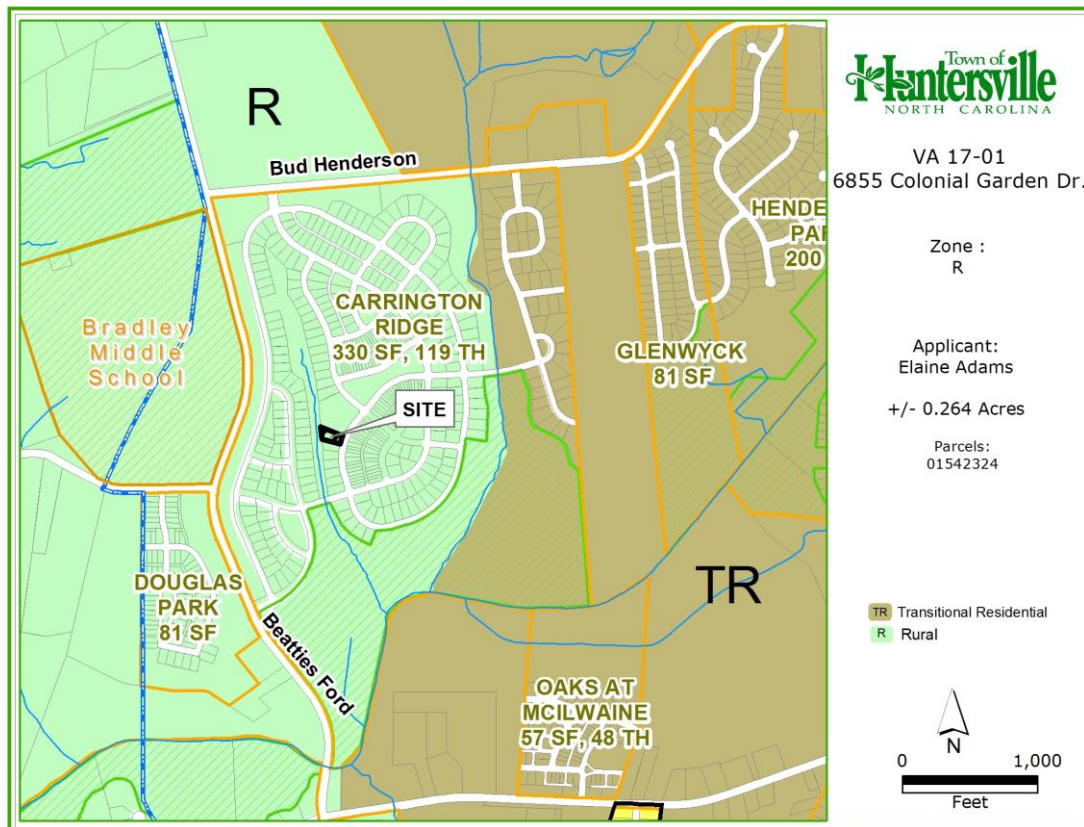 R
Bud Henderson
CARRINGTON
RIDGE
330 SF, 119 TH
Bradley
Middle
School
SITE
GLENWYCK
81 SF
200
DOUGLAS
PARK
81 SF
Beatties Ford
TR
OAKS AT
MCILWAINE
57 SF, 48 TH
Town of
Huntersville
NORTH CAROLINA
VA 17-01
6855 Colonial Garden Dr.
Zone :
R
Applicant:
Elaine Adams
+/- 0.264 Acres
Parcels:
01542324
TR Transitional Residential
R Rural
N
0 1,000
Feet